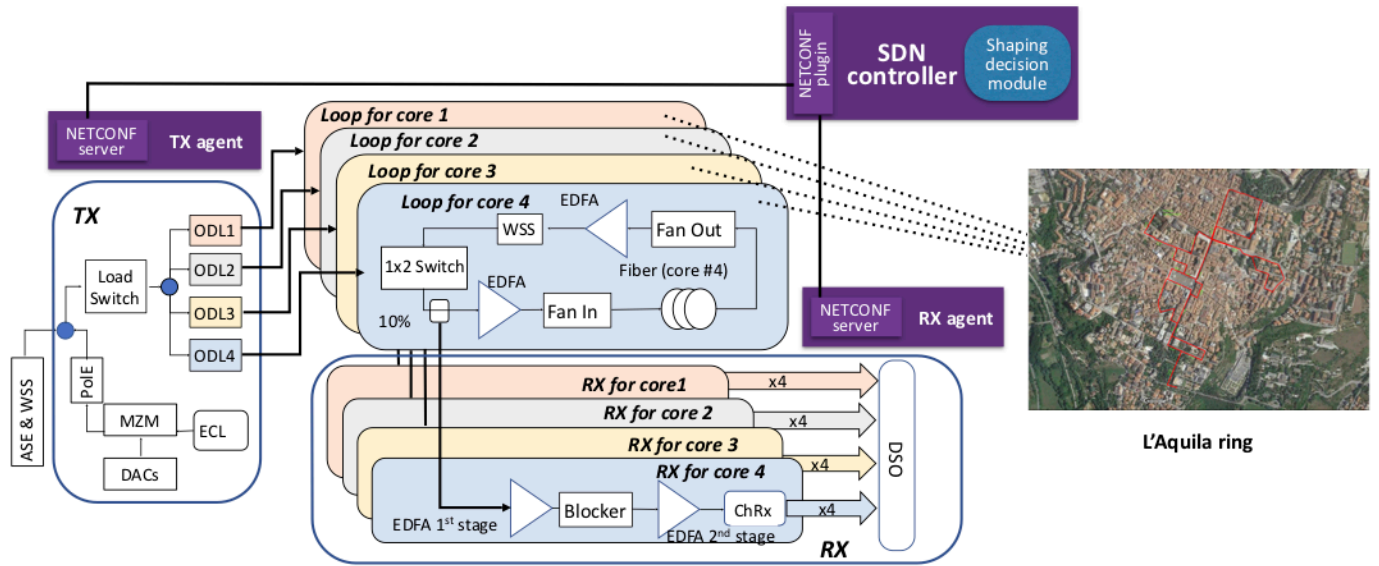 NETCONF
plugin
SDN
controller
Shaping
decision
module
NETCONF
server
TX agent
Loop for core 1
Loop for core 2
Loop for core 3
Loop for core 4
TX
ODL1
ODL2
ODL3
ODL4
Load
Switch
PolE
MZM
ECL
DACs
ASE & WSS
EDFA
WSS
Fan Out
1x2 Switch
Fiber (core #4)
EDFA
Fan In
10%
NETCONF
server
RX agent
RX for core1
x4
RX for core 2
x4
RX for core 3
x4
RX for core 4
x4
EDFA 1st stage
Blocker
ChRx
EDFA 2nd stage
RX
DSO
L'Aquila ring